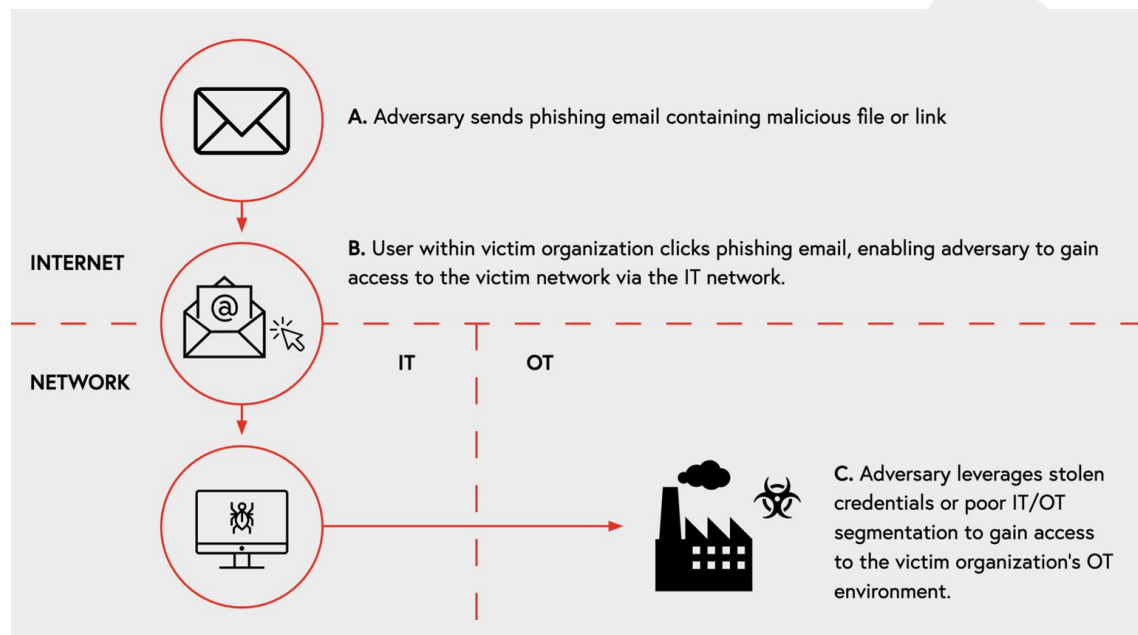 A. Adversary sends phishing email containing malicious file or link
B. User within victim organization clicks phishing email, enabling adversary to gain
access to the victim network via the IT network.
INTERNET
@
IT
OT
NETWORK
C. Adversary leverages stolen
credentials or poor IT/OT
segmentation to gain access
to the victim organization's OT
environment.